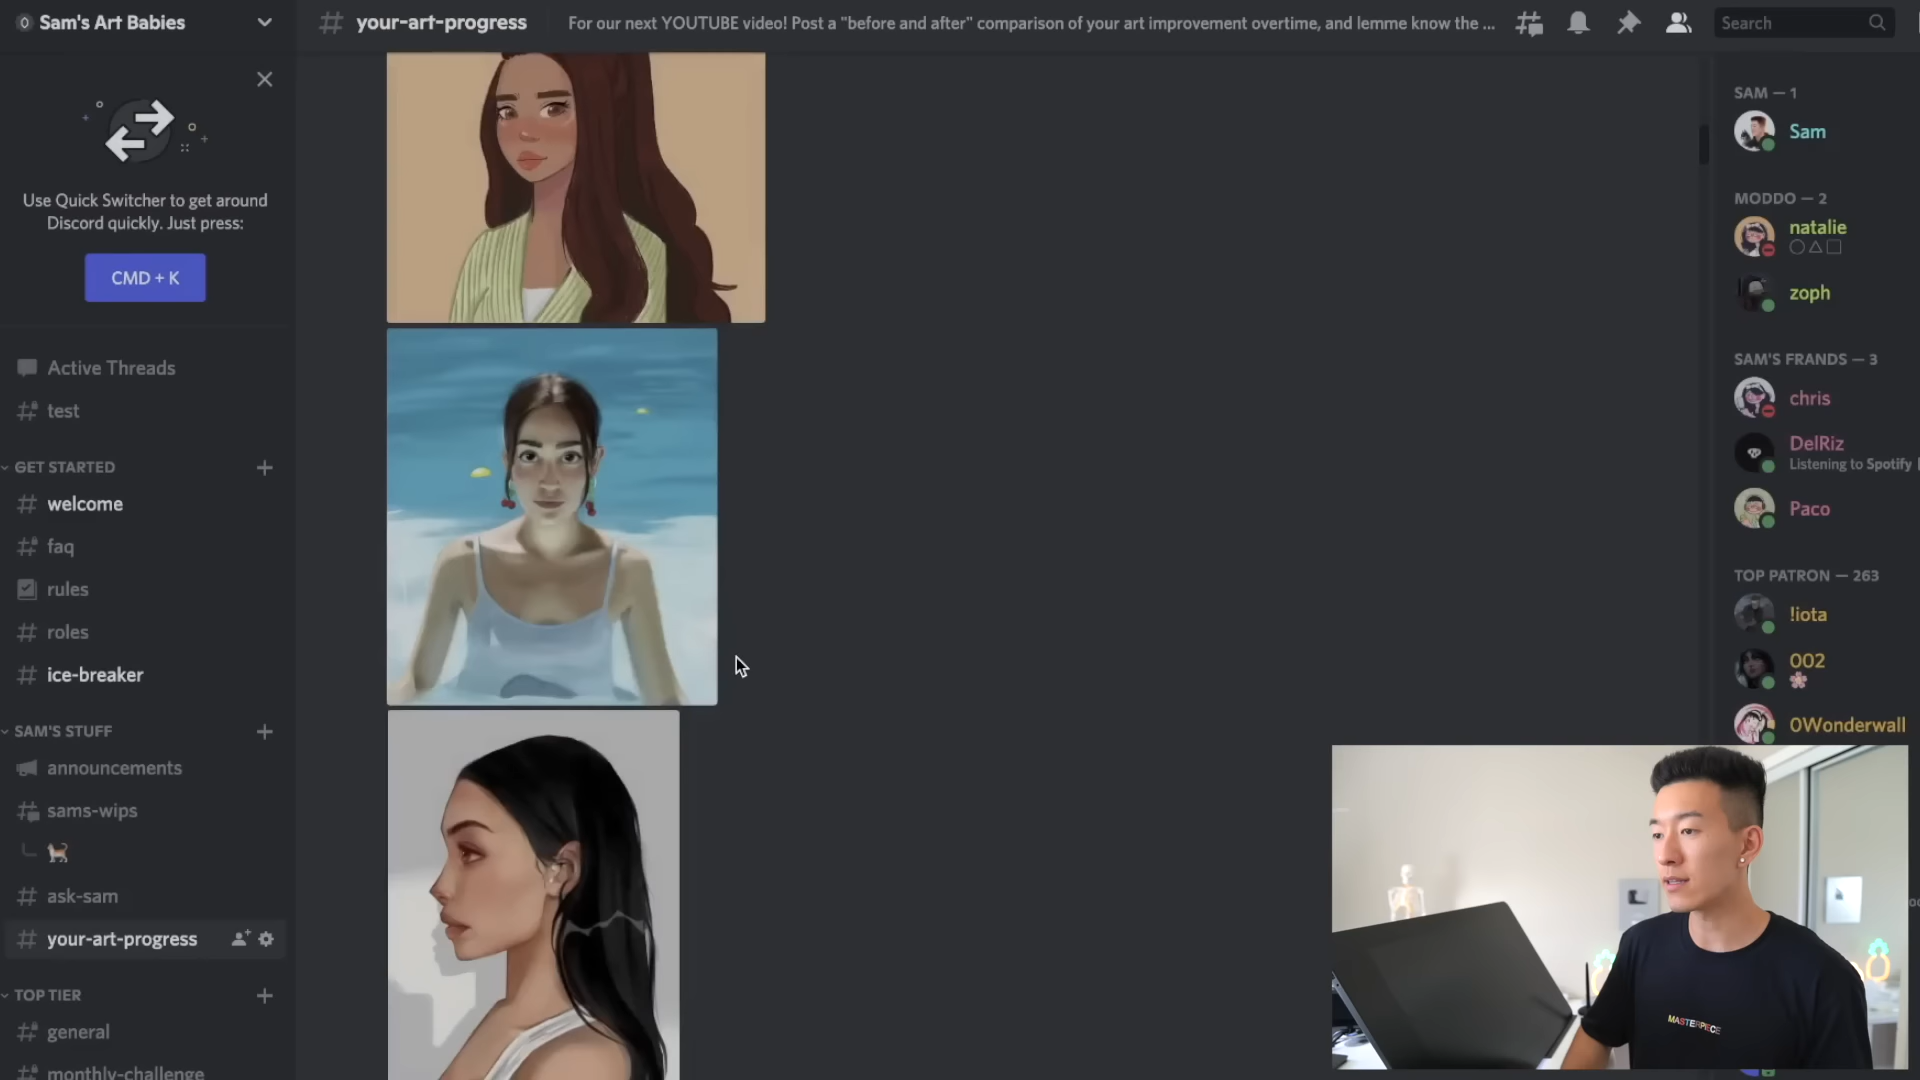 Sam's Art Babies
Use Quick Switcher to get around
Discord quickly. Just press:
CMD + K
Active Threads
test
GET STARTED
welcome
faq
rules
roles
ice-breaker
SAM'S STUFF
announcements
sams-wips
ask-sam
your-art-progress
TOP TIER
general
monthly-challenge
your-art-progress
For our next YOUTUBE video! Post a "before and after" comparison of your art improvement overtime, and lemme know the ...
Search
SAM — 1
Sam
MODDO — 2
natalie
zoph
SAM'S FRANDS — 3
chris
DelRiz
Listening to Spotify
Paco
TOP PATRON — 263
!iota
002
0Wonderwall
MASTERPIECE